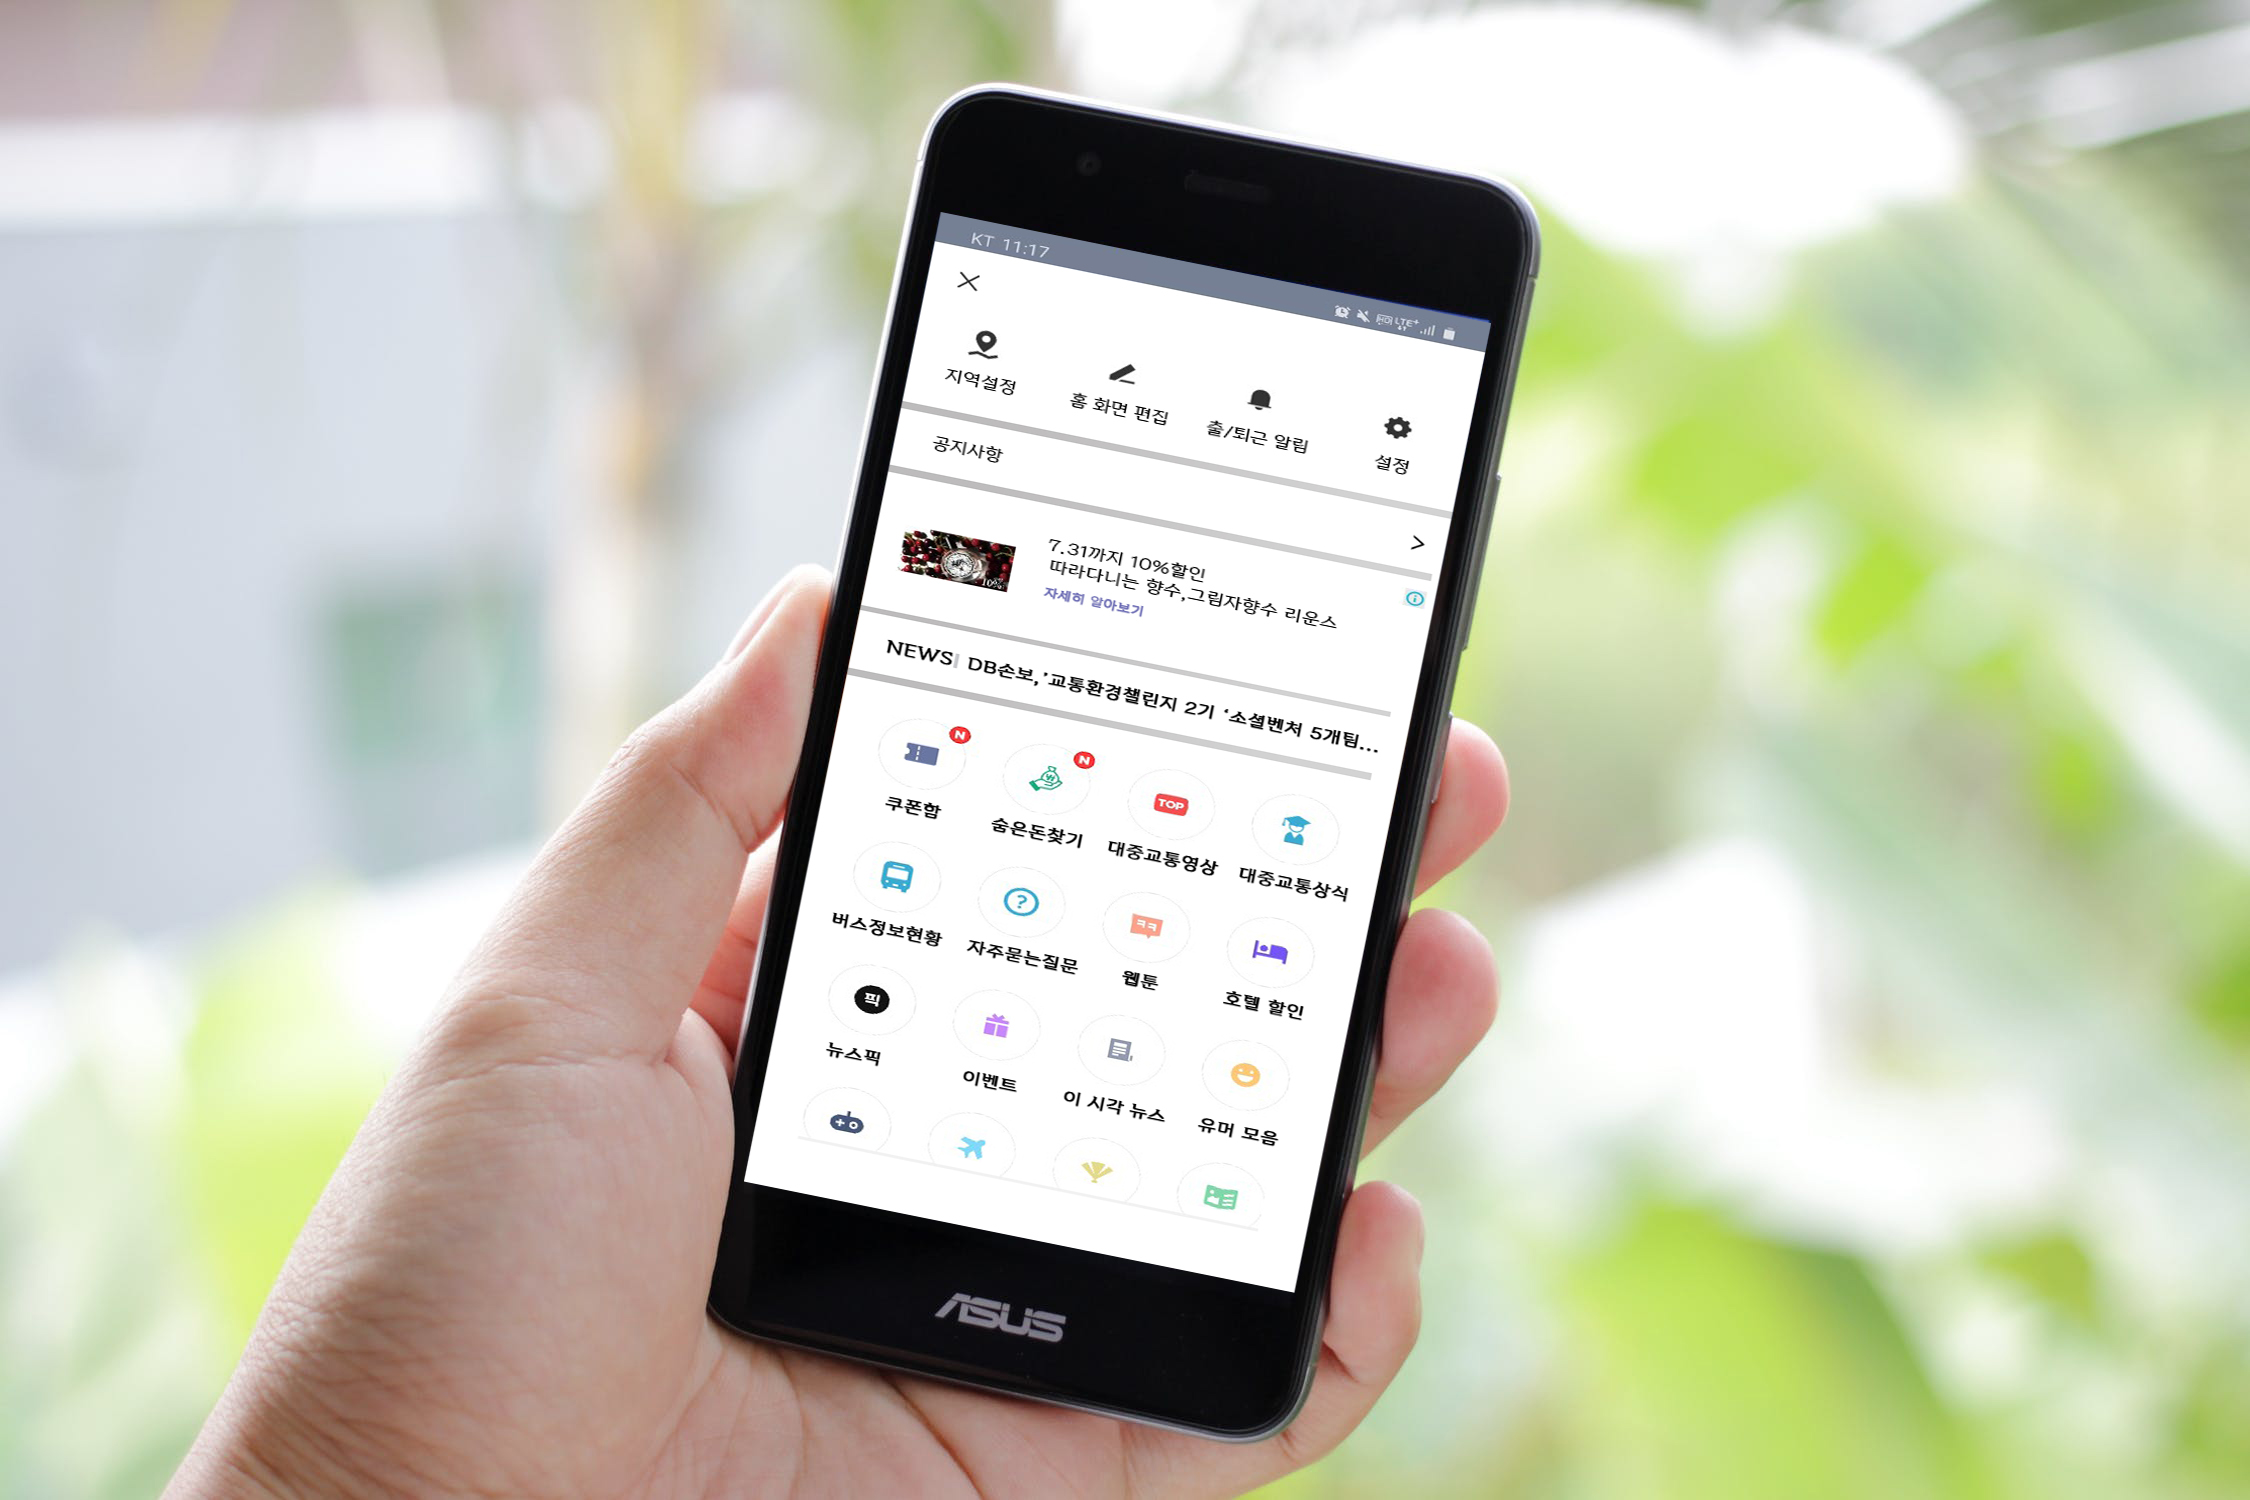 KT 11:17
LTE+
지역설정
홈 화면 편집
출/퇴근 알림
설정
공지사항
7.31까지 10%할인
따라다니는 향수,그림자향수 리운스
자세히 알아보기
10%
NEWS| DB손보,'교통환경챌린지 2기 '소셜벤처 5개팀...
N
N
TOP
쿠폰함
숨은돈찾기
대중교통영상
대중교통상식
?
ㅋㅋ
버스정보현황
자주묻는질문
웹툰
호텔 할인
픽
뉴스픽
이벤트
이 시각 뉴스
유머 모음
ASUS